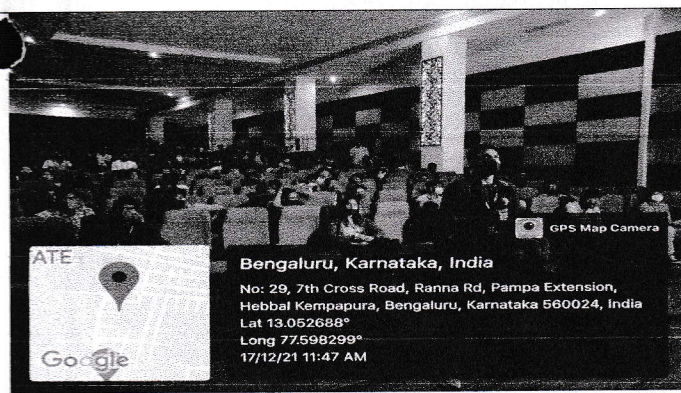 GPS Map Camera
ATE
Google
Bengaluru, Karnataka, India
No: 29, 7th Cross Road, Ranna Rd, Pampa Extension,
Hebbal Kempapura, Bengaluru, Karnataka 560024, India
Lat 13.052688°
Long 77.598299°
17/12/21 11:47 AM